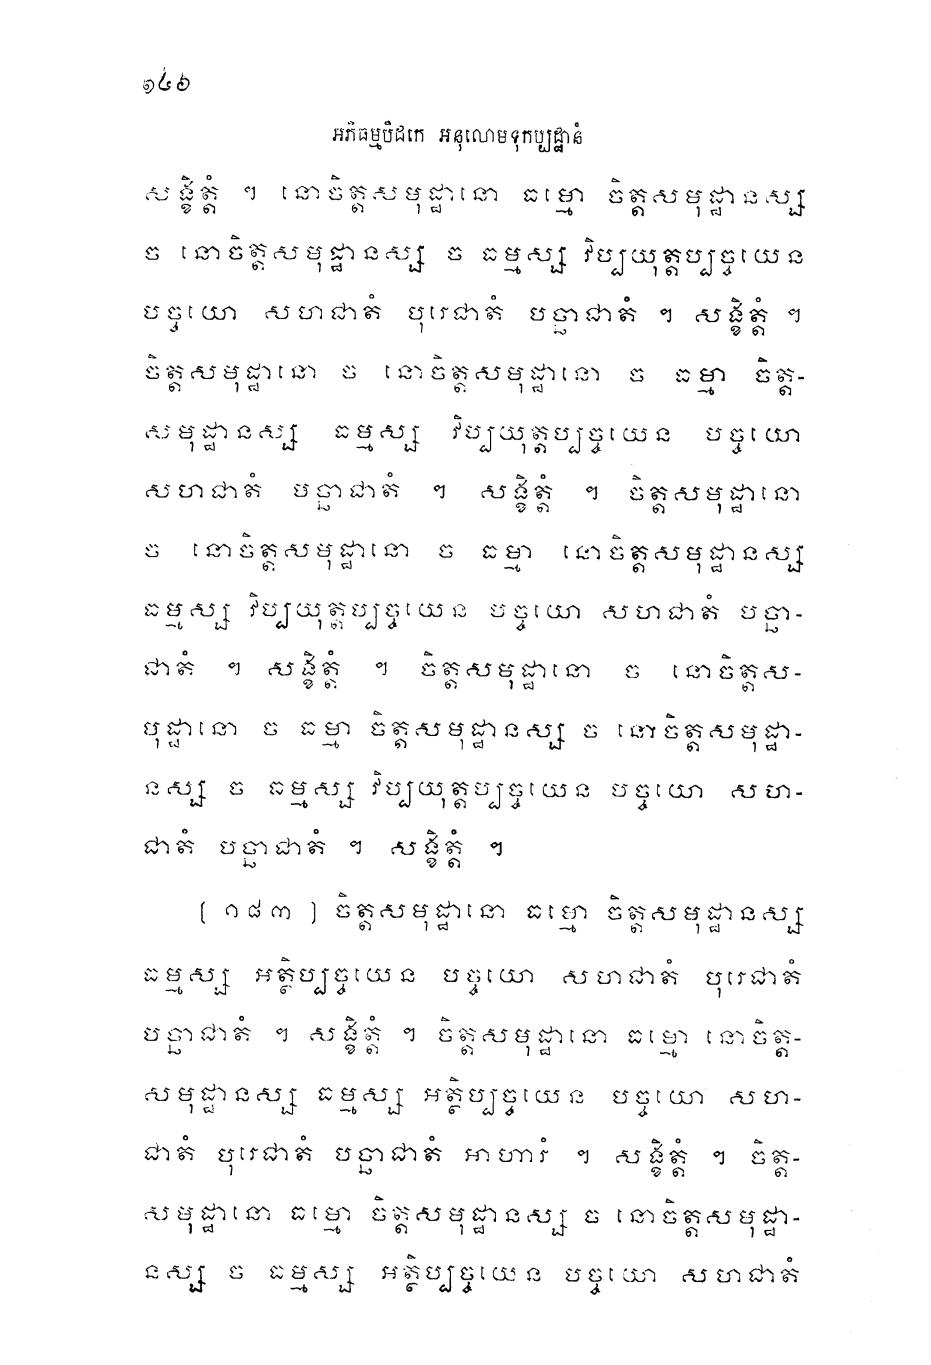 ១៤៦
អភិធម្មបិដកេ អនុលោមទុកប្បដ្ឋានំ
សង្ខិត្តំ ។ នោចិត្តសមុដ្ឋានោ ធម្មោ ចិត្តសមុដ្ឋានស្ស
ច នោចិត្តសមុដ្ឋានស្ស ច ធម្មស្ស វិប្បយុត្តប្បច្ចយេន
បច្ចយោ សហជាតំ បុរេជាតំ បច្ឆាជាតំ ។ សង្ខិត្តំ ។
ចិត្តសមុដ្ឋានោ ច នោចិត្តសមុដ្ឋានោ ច ធម្មា ចិត្ត-
សមុដ្ឋានស្ស ធម្មស្ស វិប្បយុត្តប្បច្ចយេន បច្ចយោ
សហជាតំ បច្ឆាជាតំ ។ សង្ខិត្តំ ។ ចិត្តសមុដ្ឋានោ
ច នោចិត្តសមុដ្ឋានោ ច ធម្មា នោចិត្តសមុដ្ឋានស្ស
ធម្មស្ស វិប្បយុត្តប្បច្ចយេន បច្ចយោ សហជាតំ បច្ឆា-
ជាតំ ។ សង្ខិត្តំ ។ ចិត្តសមុដ្ឋានោ ច នោចិត្តស-
មុដ្ឋានោ ច ធម្មា ចិត្តសមុដ្ឋានស្ស ច នោចិត្តសមុដ្ឋា-
នស្ស ច ធម្មស្ស វិប្បយុត្តប្បច្ចយេន បច្ចយោ សហ-
ជាតំ បច្ឆាជាតំ ។ សង្ខិត្តំ ។
[ ១៨៣ ] ចិត្តសមុដ្ឋានោ ធម្មោ ចិត្តសមុដ្ឋានស្ស
ធម្មស្ស អត្ថិប្បច្ចយេន បច្ចយោ សហជាតំ បុរេជាតំ
បច្ឆាជាតំ ។ សង្ខិត្តំ ។ ចិត្តសមុដ្ឋានោ ធម្មោ នោចិត្ត-
សមុដ្ឋានស្ស ធម្មស្ស អត្ថិប្បច្ចយេន បច្ចយោ សហ-
ជាតំ បុរេជាតំ បច្ឆាជាតំ អាហារំ ។ សង្ខិត្តំ ។ ចិត្ត-
សមុដ្ឋានោ ធម្មោ ចិត្តសមុដ្ឋានស្ស ច នោចិត្តសមុដ្ឋា-
នស្ស ច ធម្មស្ស អត្ថិប្បច្ចយេន បច្ចយោ សហជាតំ